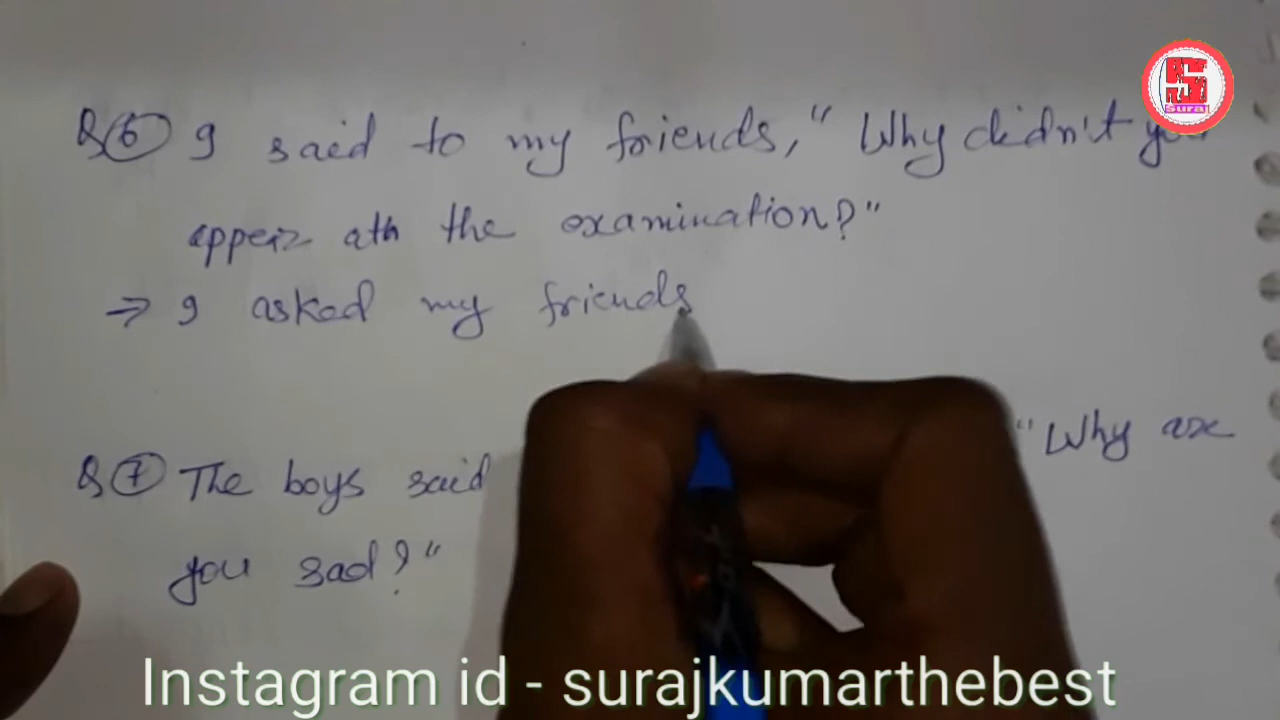 S
Suraj
Q6 I said to my friends, "Why didn't you
appear ath the examination?"
⇒ I asked my friends
"Why are
Q7 The boys said
you sad?"
Instagram id - surajkumarthebest